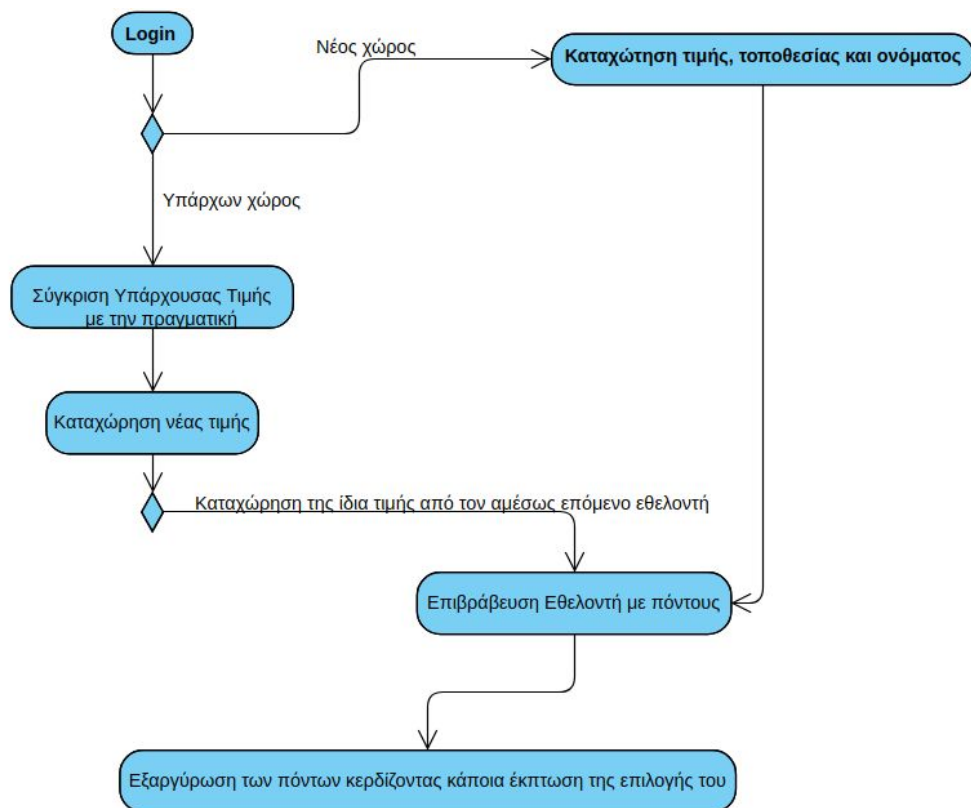 Login
Νέος χώρος
Καταχώτηση τιμής, τοποθεσίας και ονόματος
Υπάρχων χώρος
Σύγκριση Υπάρχουσας Τιμής
με την πραγματική
Καταχώρηση νέας τιμής
Καταχώρηση της ίδια τιμής από τον αμέσως επόμενο εθελοντή
Επιβράβευση Εθελοντή με πόντους
Εξαργύρωση των πόντων κερδίζοντας κάποια έκπτωση της επιλογής του